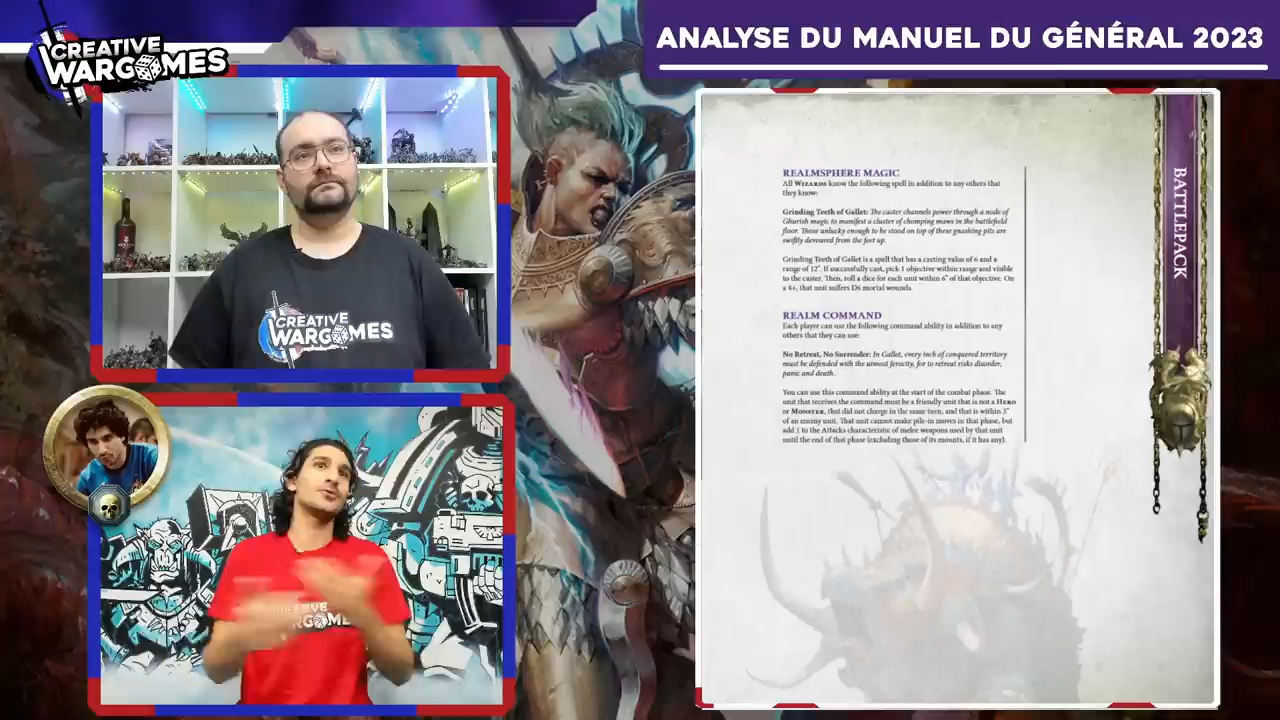 CREATIVE
WARGAMES
ANALYSE DU MANUEL DU GÉNÉRAL 2023
CREATIVE
WARGAMES
REALMSPHERE MAGIC
All WIZARDS know the following spell in addition to any others that
they know:
Grinding Teeth of Gallet: The caster channels power through a node of
Ghurish magic to manifest a cluster of chomping maws in the battlefield
floor. Those unlucky enough to be stood on top of these gnashing pits are
swiftly devoured from the feet up.
Grinding Teeth of Gallet is a spell that has a casting value of 6 and a
range of 12". If successfully cast, pick 1 objective within range and visible
to the caster. Then, roll a dice for each unit within 6" of that objective. On
a 4+, that unit suffers D6 mortal wounds.
REALM COMMAND
Each player can use the following command ability in addition to any
others that they can use:
No Retreat, No Surrender: In Gallet, every inch of conquered territory
must be defended with the utmost ferocity, for to retreat risks disorder,
panic and death.
You can use this command ability at the start of the combat phase. The
unit that receives the command must be a friendly unit that is not a HERO
or MONSTER, that did not charge in the same turn, and that is within 3"
of an enemy unit. That unit cannot make pile-in moves in that phase, but
add 1 to the Attacks characteristic of melee weapons used by that unit
until the end of that phase (excluding those of its mounts, if it has any).
BATTLEPACK